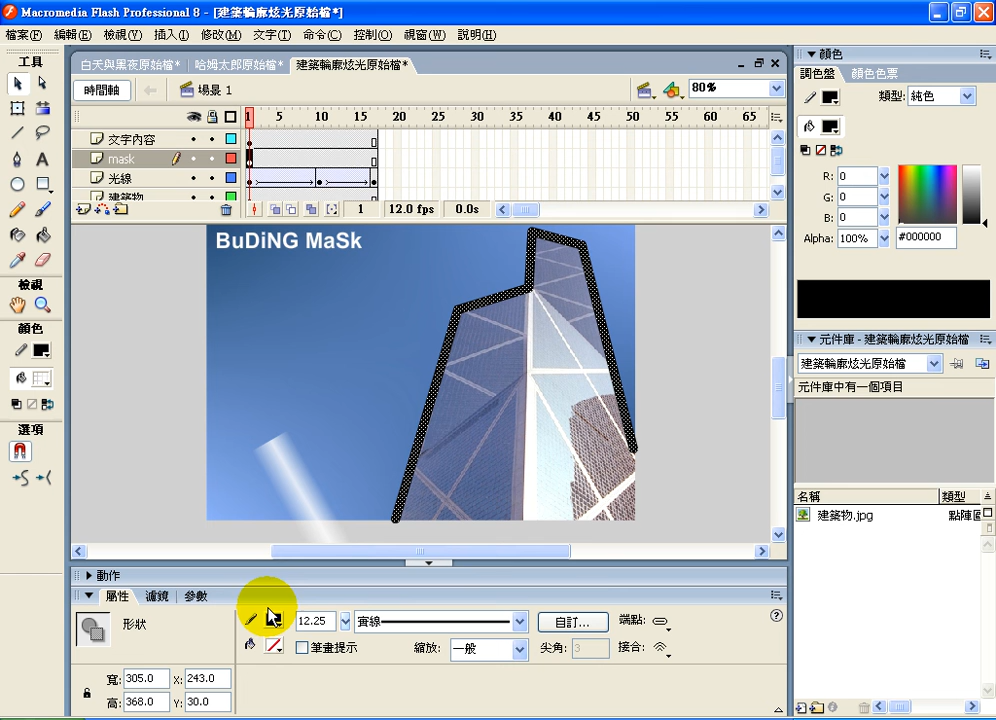 Macromedia Flash Professional 8 - [建築輪廓炫光原始檔*]
檔案(F) 編輯(E) 檢視(V) 插入(I) 修改(M) 文字(T) 命令(C) 控制(O) 視窗(W) 說明(H)
工具
白天與黑夜原始檔* 哈姆太郎原始檔* 建築輪廓炫光原始檔*
時間軸 場景 1 80%
1 5 10 15 20 25 30 35 40 45 50 55 60 65
文字內容
mask
光線
建築物
1 12.0 fps 0.0s
BuDiNG MaSk
檢視
顏色
選項
顏色
調色盤 顏色色票
類型: 純色
R: 0
G: 0
B: 0
Alpha: 100% #000000
元件庫 - 建築輪廓炫光原始檔
建築輪廓炫光原始檔
元件庫中有一個項目
名稱 類型
建築物.jpg 點陣圖
動作
屬性 濾鏡 參數
形狀
12.25 實線 自訂... 端點:
筆畫提示 縮放: 一般 尖角: 3 接合:
寬: 305.0 X: 243.0
高: 368.0 Y: 30.0